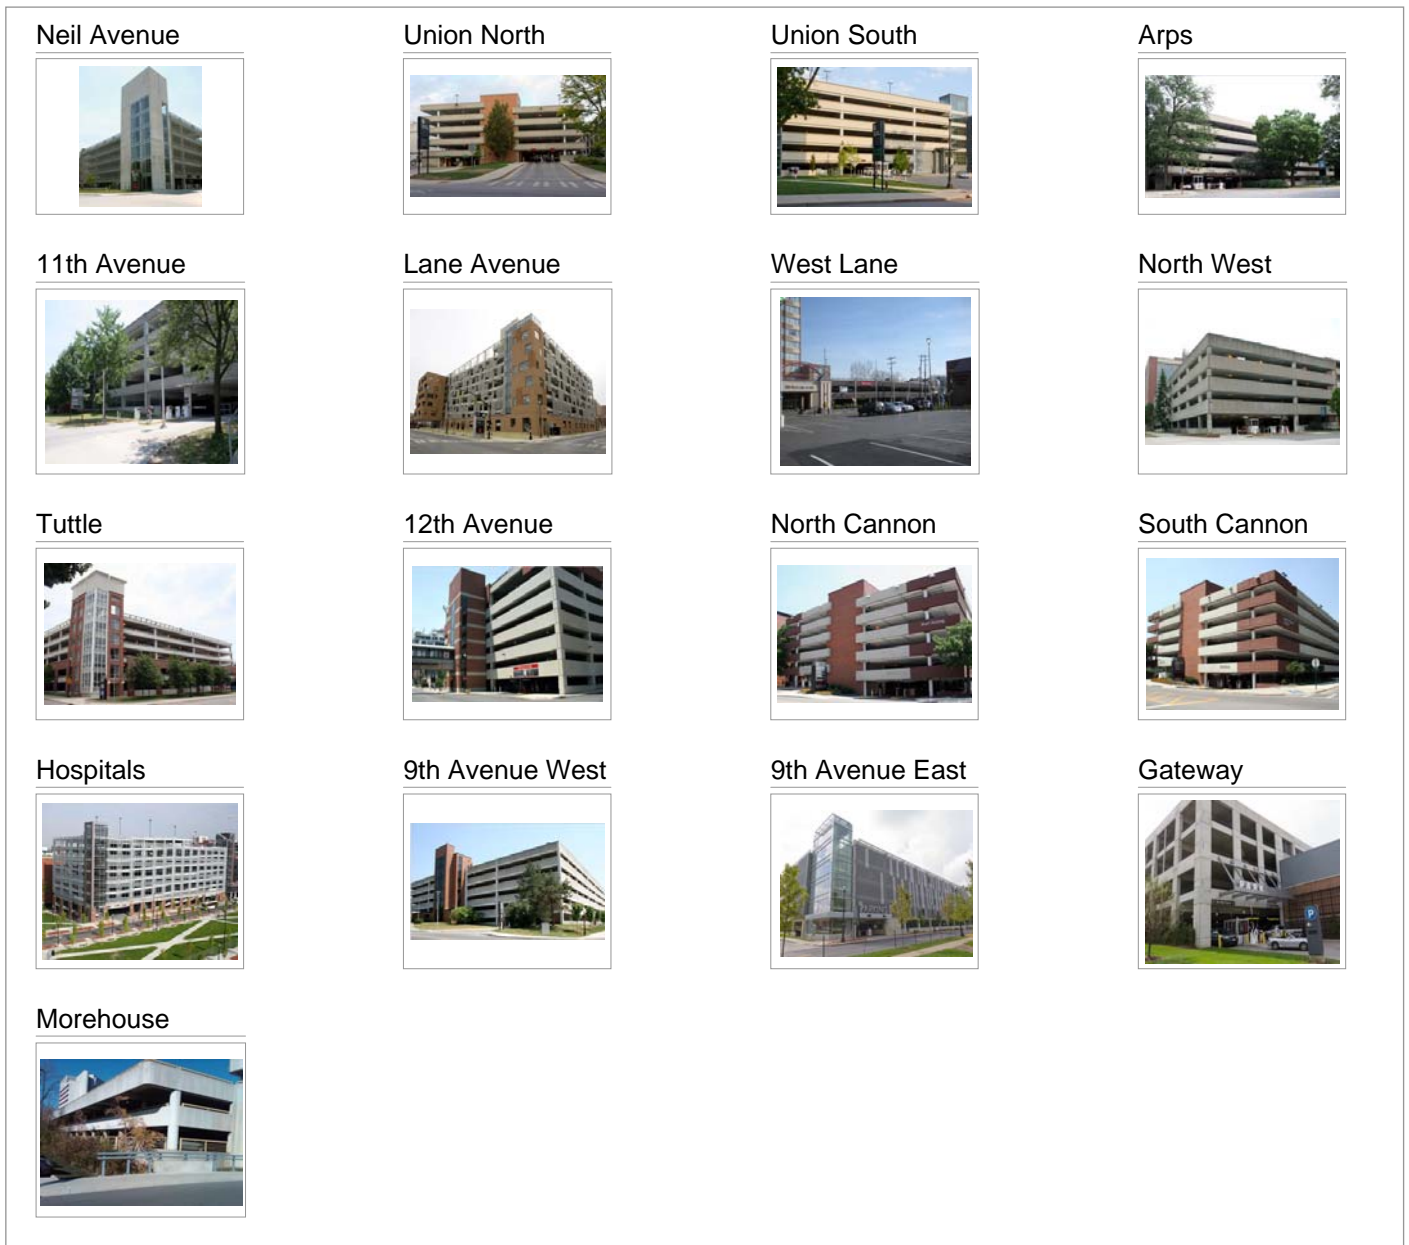 Neil Avenue
Union North
Union South
Arps
11th Avenue
Lane Avenue
West Lane
North West
Tuttle
12th Avenue
North Cannon
South Cannon
Hospitals
9th Avenue West
9th Avenue East
Gateway
Morehouse